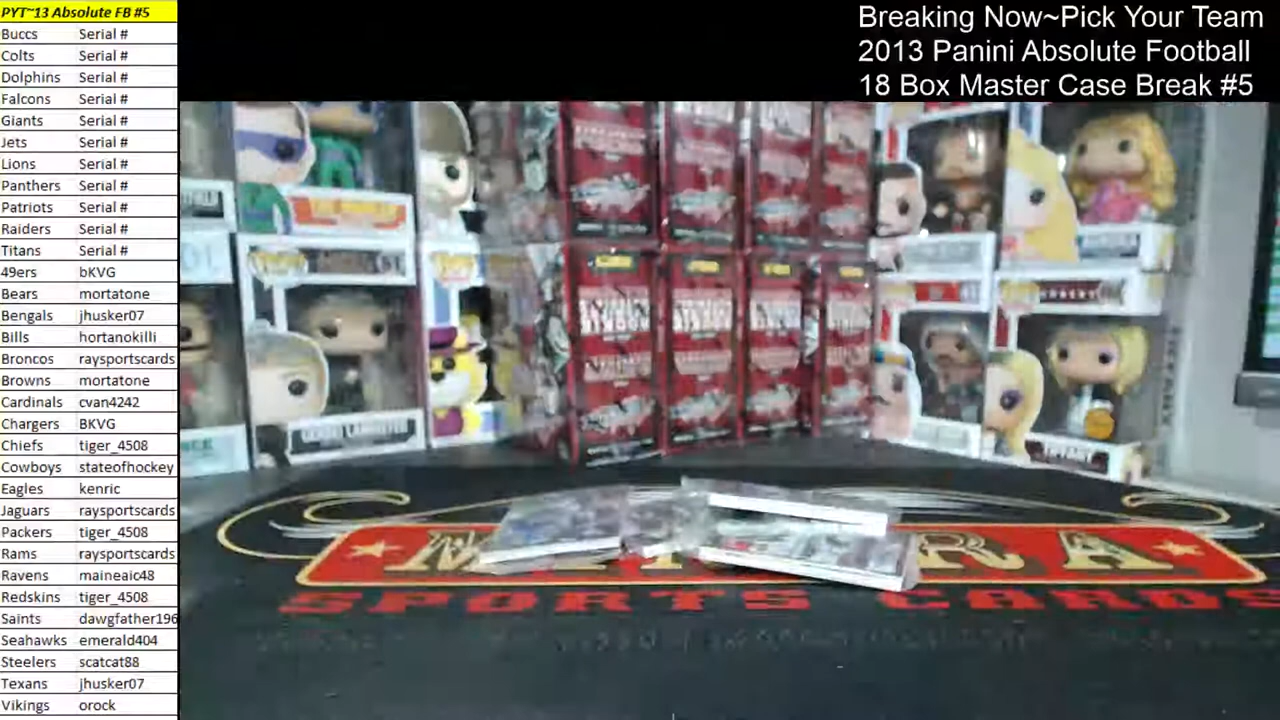 PYT~13 Absolute FB #5
Buccs Serial #
Colts Serial #
Dolphins Serial #
Falcons Serial #
Giants Serial #
Jets Serial #
Lions Serial #
Panthers Serial #
Patriots Serial #
Raiders Serial #
Titans Serial #
49ers bKVG
Bears mortatone
Bengals jhusker07
Bills hortanokilli
Broncos raysportscards
Browns mortatone
Cardinals cvan4242
Chargers BKVG
Chiefs tiger_4508
Cowboys stateofhockey
Eagles kenric
Jaguars raysportscards
Packers tiger_4508
Rams raysportscards
Ravens maineaic48
Redskins tiger_4508
Saints dawgfather196
Seahawks emerald404
Steelers scatcat88
Texans jhusker07
Vikings orock
Breaking Now~Pick Your Team
2013 Panini Absolute Football
18 Box Master Case Break #5
TIFFANY
SPORTS CARDS